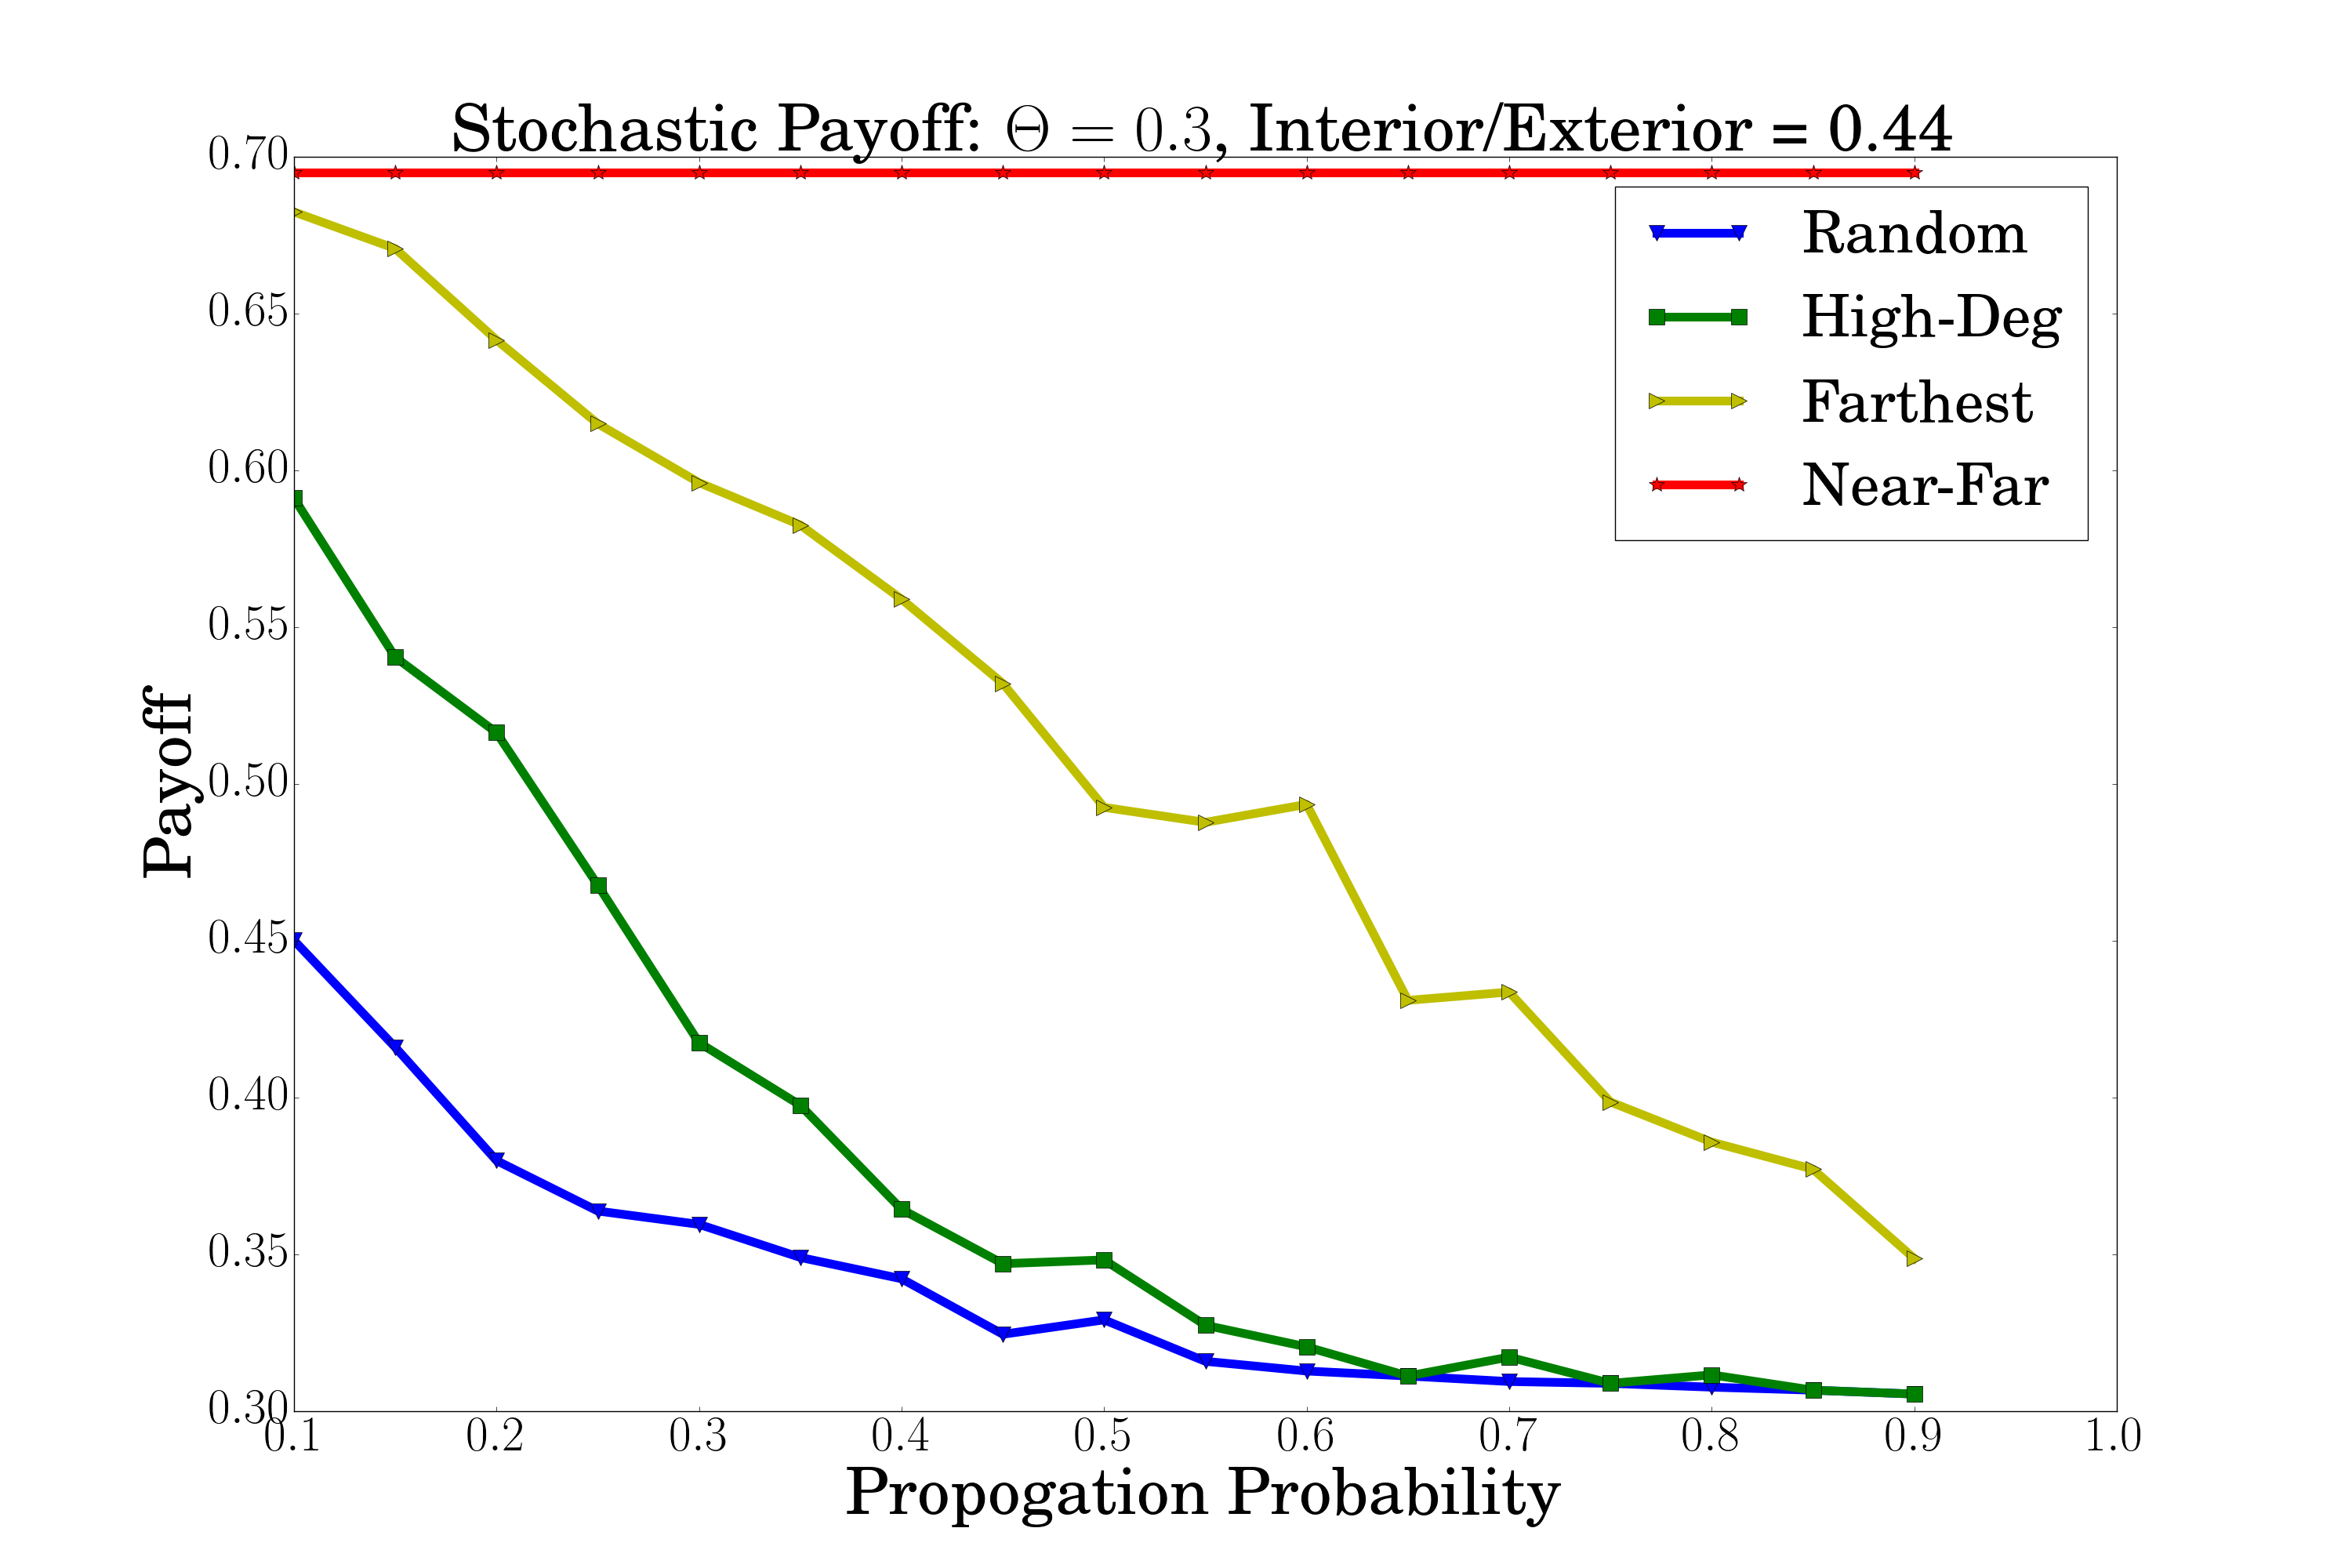 Stochastic Payoff: Θ = 0.3, Interior/Exterior = 0.44
0.70
0.65
0.60
0.55
0.50
0.45
0.40
0.35
0.30
Payoff
Random
High-Deg
Farthest
Near-Far
0.1 0.2 0.3 0.4 0.5 0.6 0.7 0.8 0.9 1.0
Propogation Probability